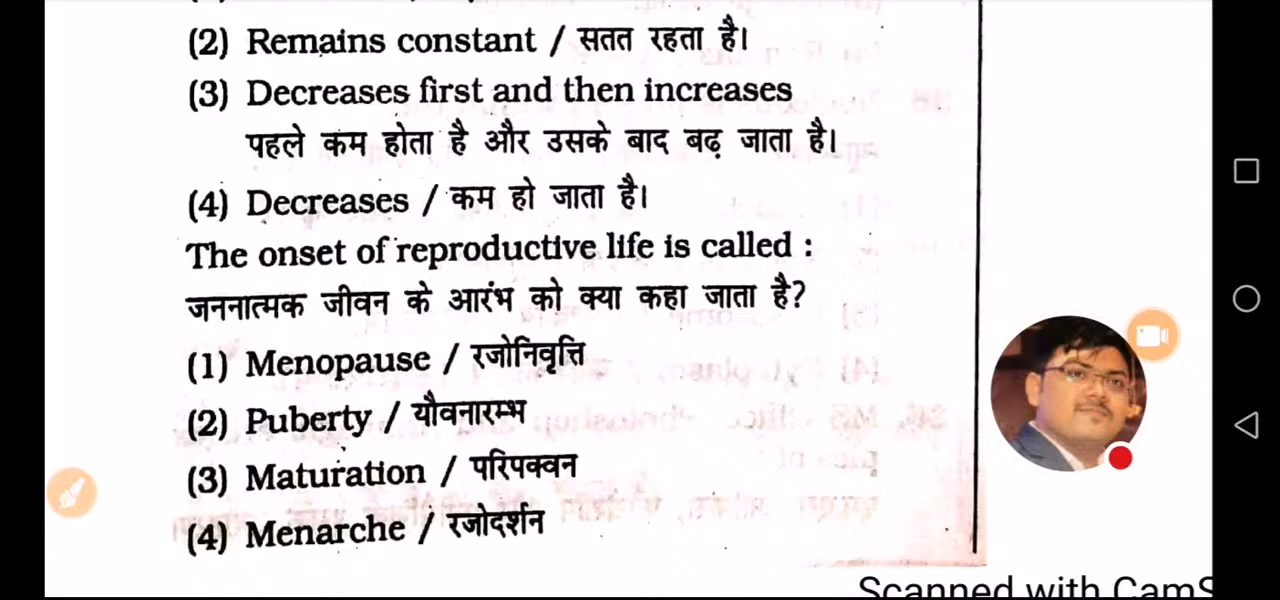 (2) Remains constant / सतत रहता है।
(3) Decreases first and then increases
पहले कम होता है और उसके बाद बढ़ जाता है।
(4) Decreases / कम हो जाता है।
The onset of reproductive life is called :
जननात्मक जीवन के आरंभ को क्या कहा जाता है?
(1) Menopause / रजोनिवृत्ति
(2) Puberty / यौवनारम्भ
(3) Maturation / परिपक्वन
(4) Menarche / रजोदर्शन
Scanned with CamS